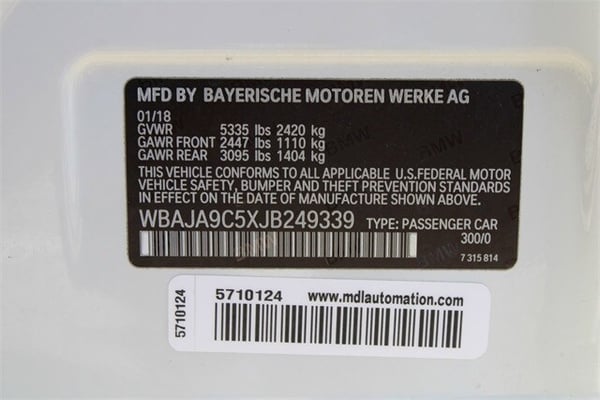 MFD BY BAYERISCHE MOTOREN WERKE AG
01/18
GVWR 5335 lbs 2420 kg
GAWR FRONT 2447 lbs 1110 kg
GAWR REAR 3095 lbs 1404 kg
THIS VEHICLE CONFORMS TO ALL APPLICABLE U.S.FEDERAL MOTOR
VEHICLE SAFETY, BUMPER AND THEFT PREVENTION STANDARDS
IN EFFECT ON THE DATE OF MANUFACTURE SHOWN ABOVE
WBAJA9C5XJB249339 TYPE: PASSENGER CAR
300/0
7 315 814
5710124
5710124 www.mdlautomation.com